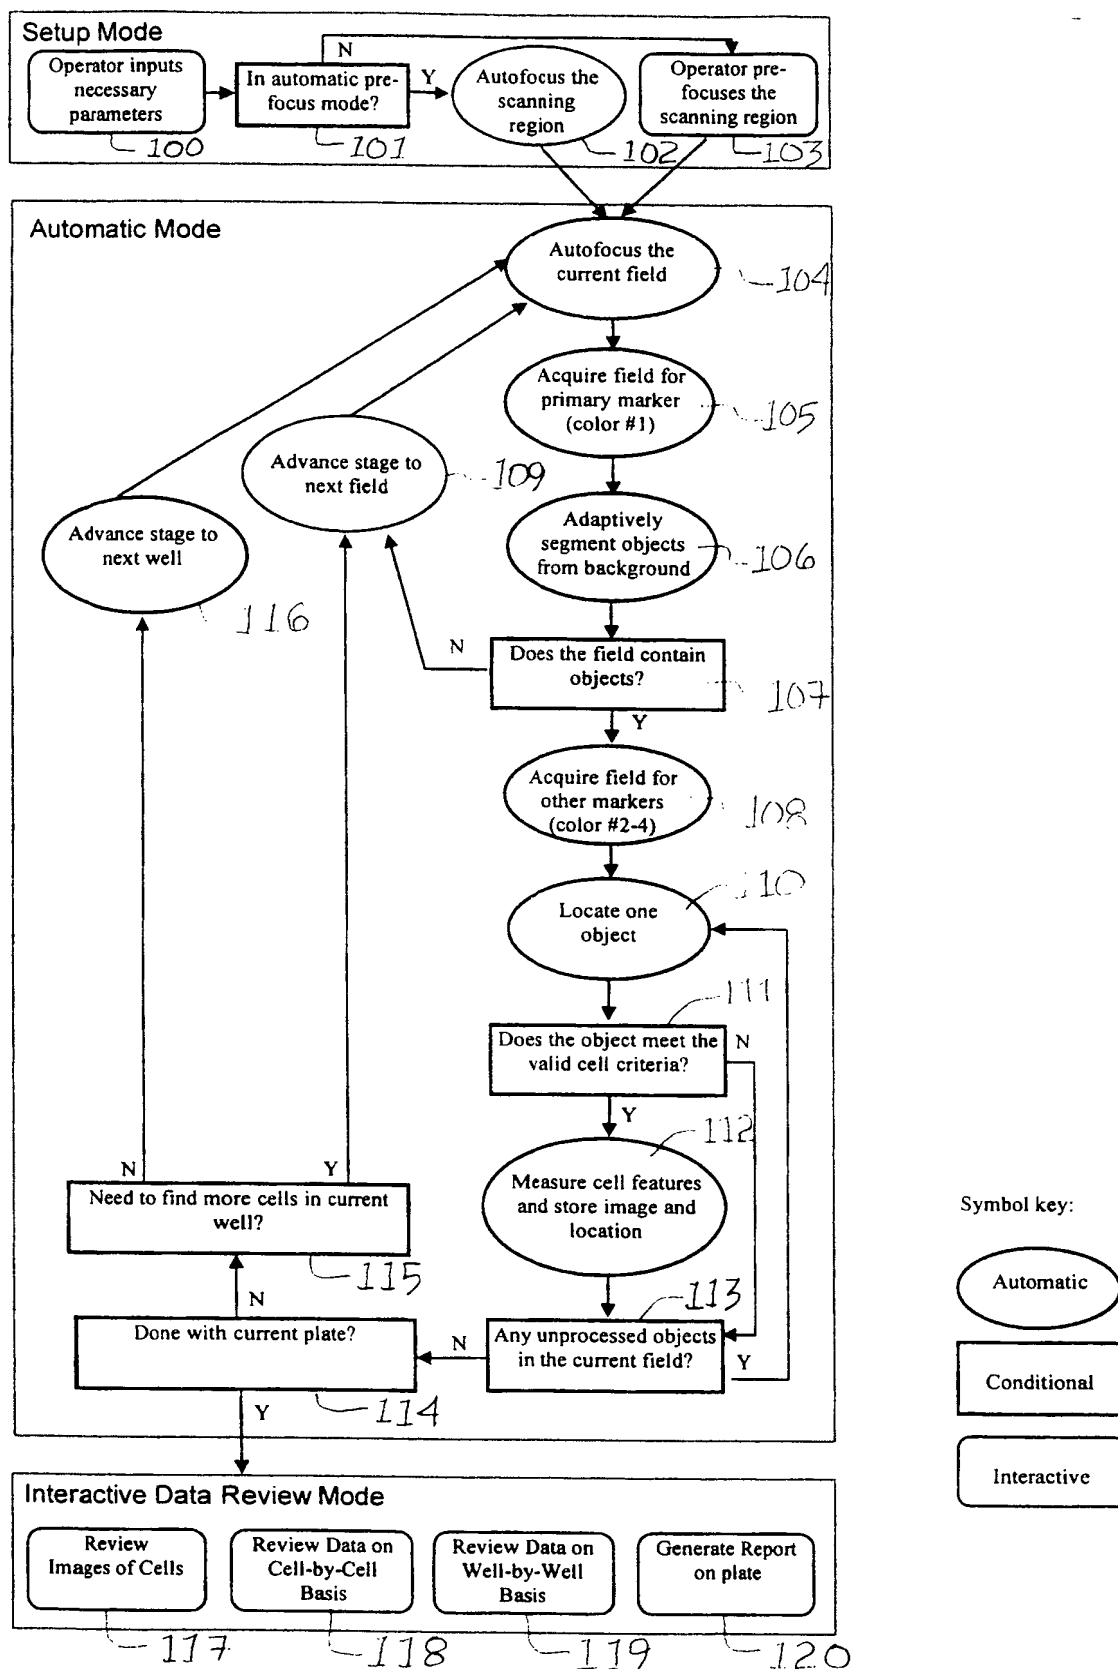 Setup Mode
Operator inputs
necessary
parameters
100
In automatic pre-
focus mode?
101
N
Y
Autofocus the
scanning
region
102
Operator pre-
focuses the
scanning region
103
Automatic Mode
Autofocus the
current field
104
Acquire field for
primary marker
(color #1)
105
Advance stage to
next field
109
Advance stage to
next well
116
Adaptively
segment objects
from background
106
N
Does the field contain
objects?
107
Y
Acquire field for
other markers
(color #2-4)
108
110
Locate one
object
111
Does the object meet the
valid cell criteria?
N
Y
112
Measure cell features
and store image and
location
N
Y
Need to find more cells in current
well?
115
N
113
Done with current plate?
N
Any unprocessed objects
in the current field?
Y
114
Y
Symbol key:
Automatic
Conditional
Interactive
Interactive Data Review Mode
Review
Images of Cells
117
Review Data on
Cell-by-Cell
Basis
118
Review Data on
Well-by-Well
Basis
119
Generate Report
on plate
120